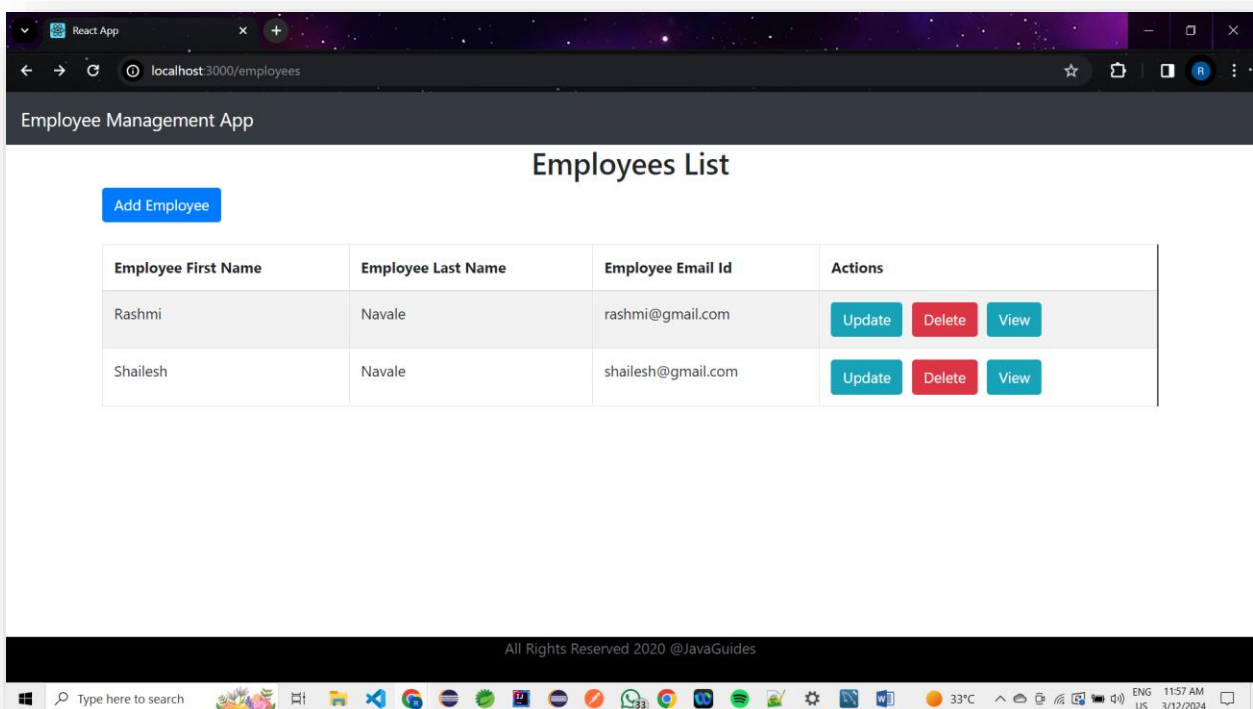 React App
localhost:3000/employees
R
Employee Management App
Employees List
Add Employee
Employee First Name Employee Last Name Employee Email Id Actions
Rashmi Navale rashmi@gmail.com Update Delete View
Shailesh Navale shailesh@gmail.com Update Delete View
All Rights Reserved 2020 @JavaGuides
Type here to search 33 33°C ENG 11:57 AM
US 3/12/2024